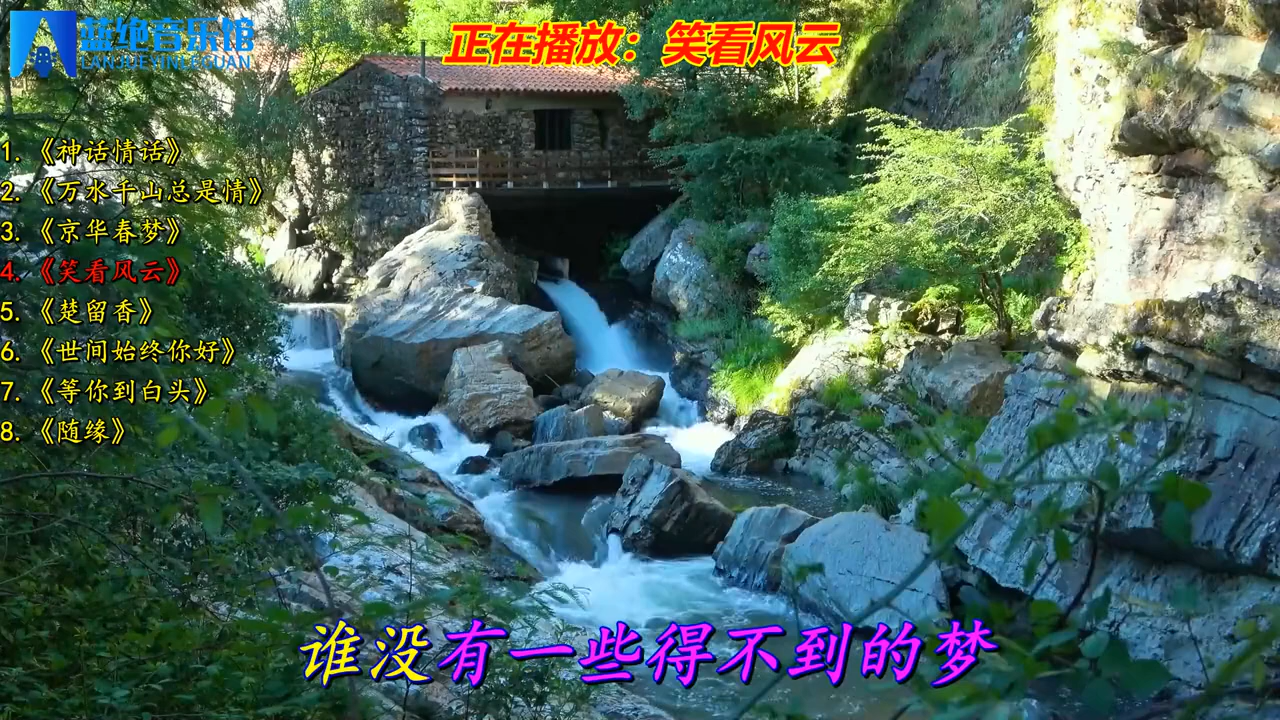 蓝绝音乐馆
LANJUEYINLEGUAN
正在播放：笑看风云
1.《神话情话》
2.《万水千山总是情》
3.《京华春梦》
4.《笑看风云》
5.《楚留香》
6.《世间始终你好》
7.《等你到白头》
8.《随缘》
谁没有一些得不到的梦